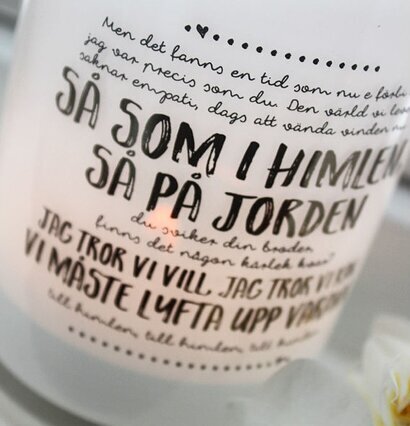 Men det fanns en tid som nu e förbi
jag var precis som du. Den värld vi lever
saknar empati, dags att vända vinden
SÅ SOM I HIMLEN
SÅ PÅ JORDEN
du sviker din broder
finns det någon kärlek kvar?
JAG TROR VI VILL, JAG TROR VI KAN
VI MÅSTE LYFTA UPP VARANN
till himlen, till himlen, till himlen